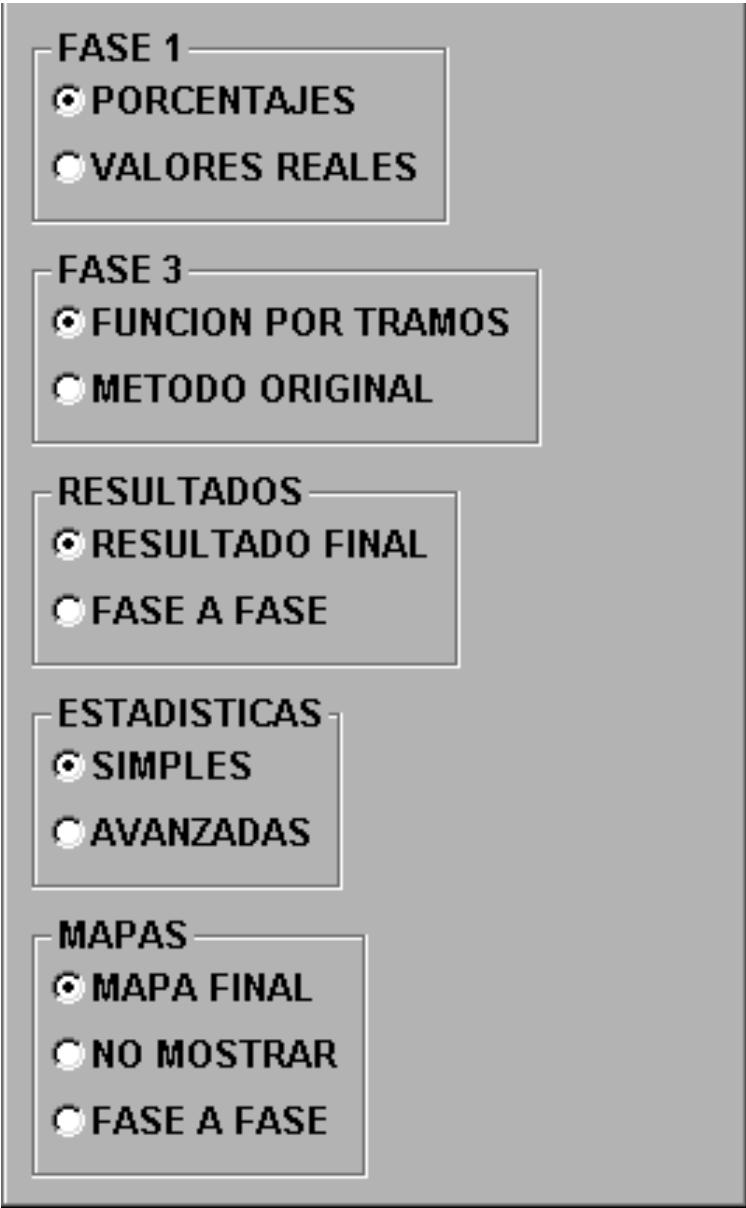 FASE 1
PORCENTAJES
VALORES REALES
FASE 3
FUNCION POR TRAMOS
METODO ORIGINAL
RESULTADOS
RESULTADO FINAL
FASE A FASE
ESTADISTICAS
SIMPLES
AVANZADAS
MAPAS
MAPA FINAL
NO MOSTRAR
FASE A FASE